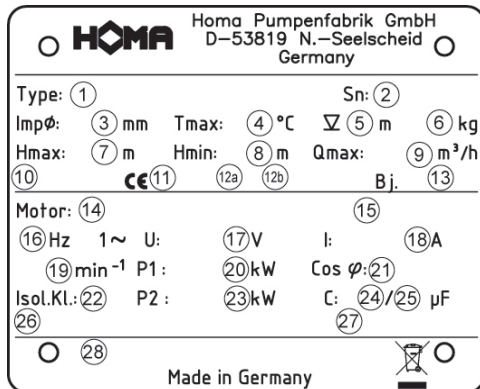 HOMA Homa Pumpenfabrik GmbH
D-53819 N.-Seelscheid
Germany
Type: 1 Sn: 2
Impø: 3 mm Tmax: 4 °C ∇ 5 m 6 kg
Hmax: 7 m Hmin: 8 m Qmax: 9 m³/h
10 CE 11 12a 12b Bj. 13
Motor: 14 15
16 Hz 1~ U: 17 V I: 18 A
19 min⁻¹ P1: 20 kW Cos φ: 21
Isol.Kl.: 22 P2: 23 kW C: 24 / 25 µF
26 27
28
Made in Germany